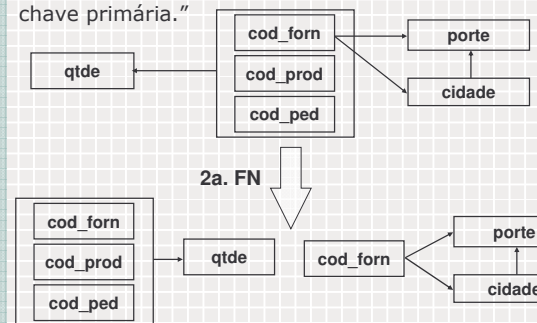 chave primária.”
cod_forn
porte
qtde
cod_prod
cidade
cod_ped
2a. FN
cod_forn
porte
qtde
cod_forn
cod_prod
cidade
cod_ped